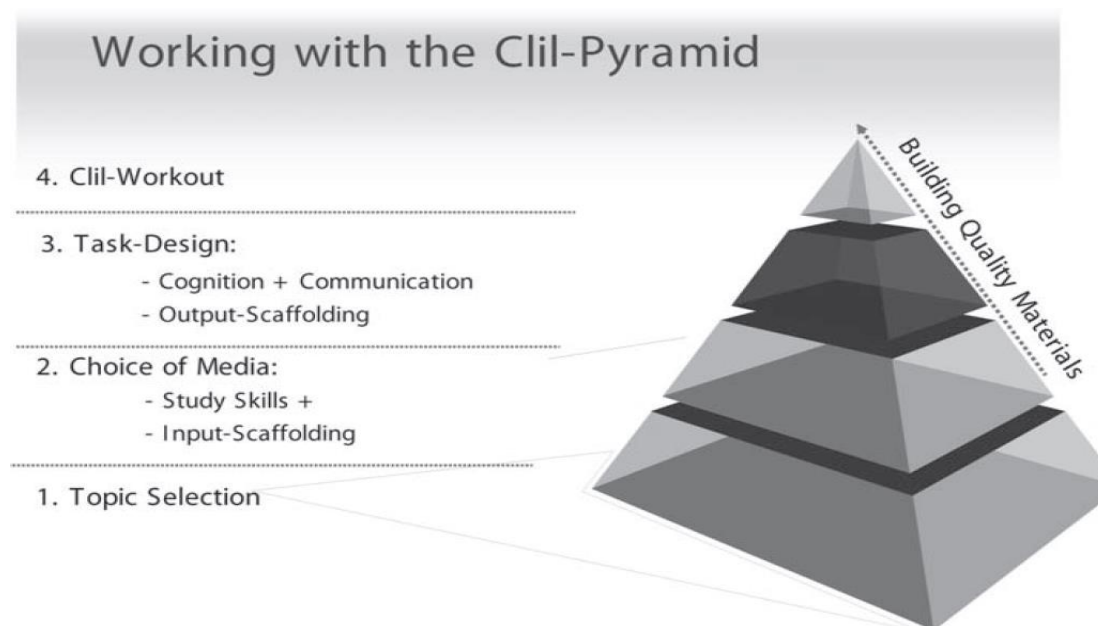 Working with the Clil-Pyramid
4. Clil-Workout
3. Task-Design:
- Cognition + Communication
- Output-Scaffolding
2. Choice of Media:
- Study Skills +
- Input-Scaffolding
1. Topic Selection
Building Quality Materials